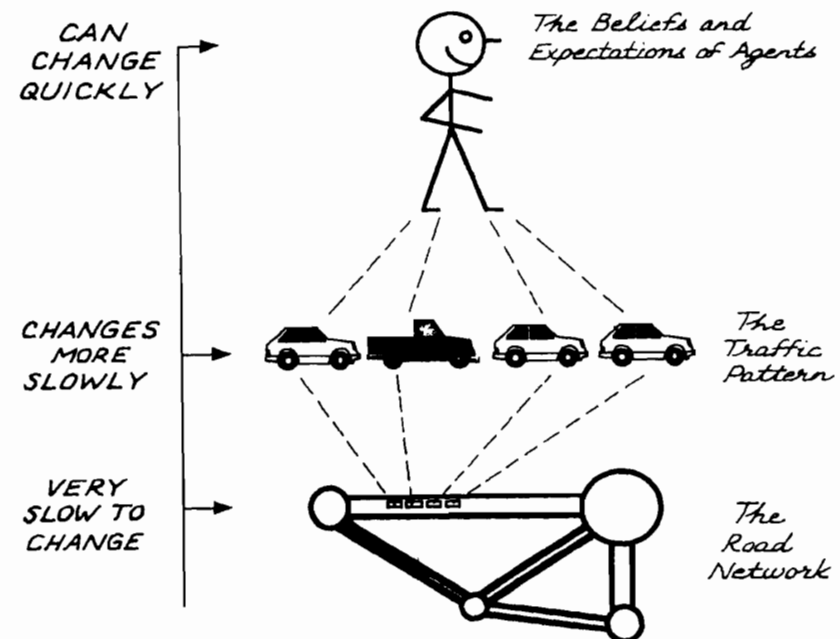 CAN
CHANGE
QUICKLY
The Beliefs and
Expectations of Agents
CHANGES
MORE
SLOWLY
The
Traffic
Pattern
VERY
SLOW TO
CHANGE
The
Road
Network